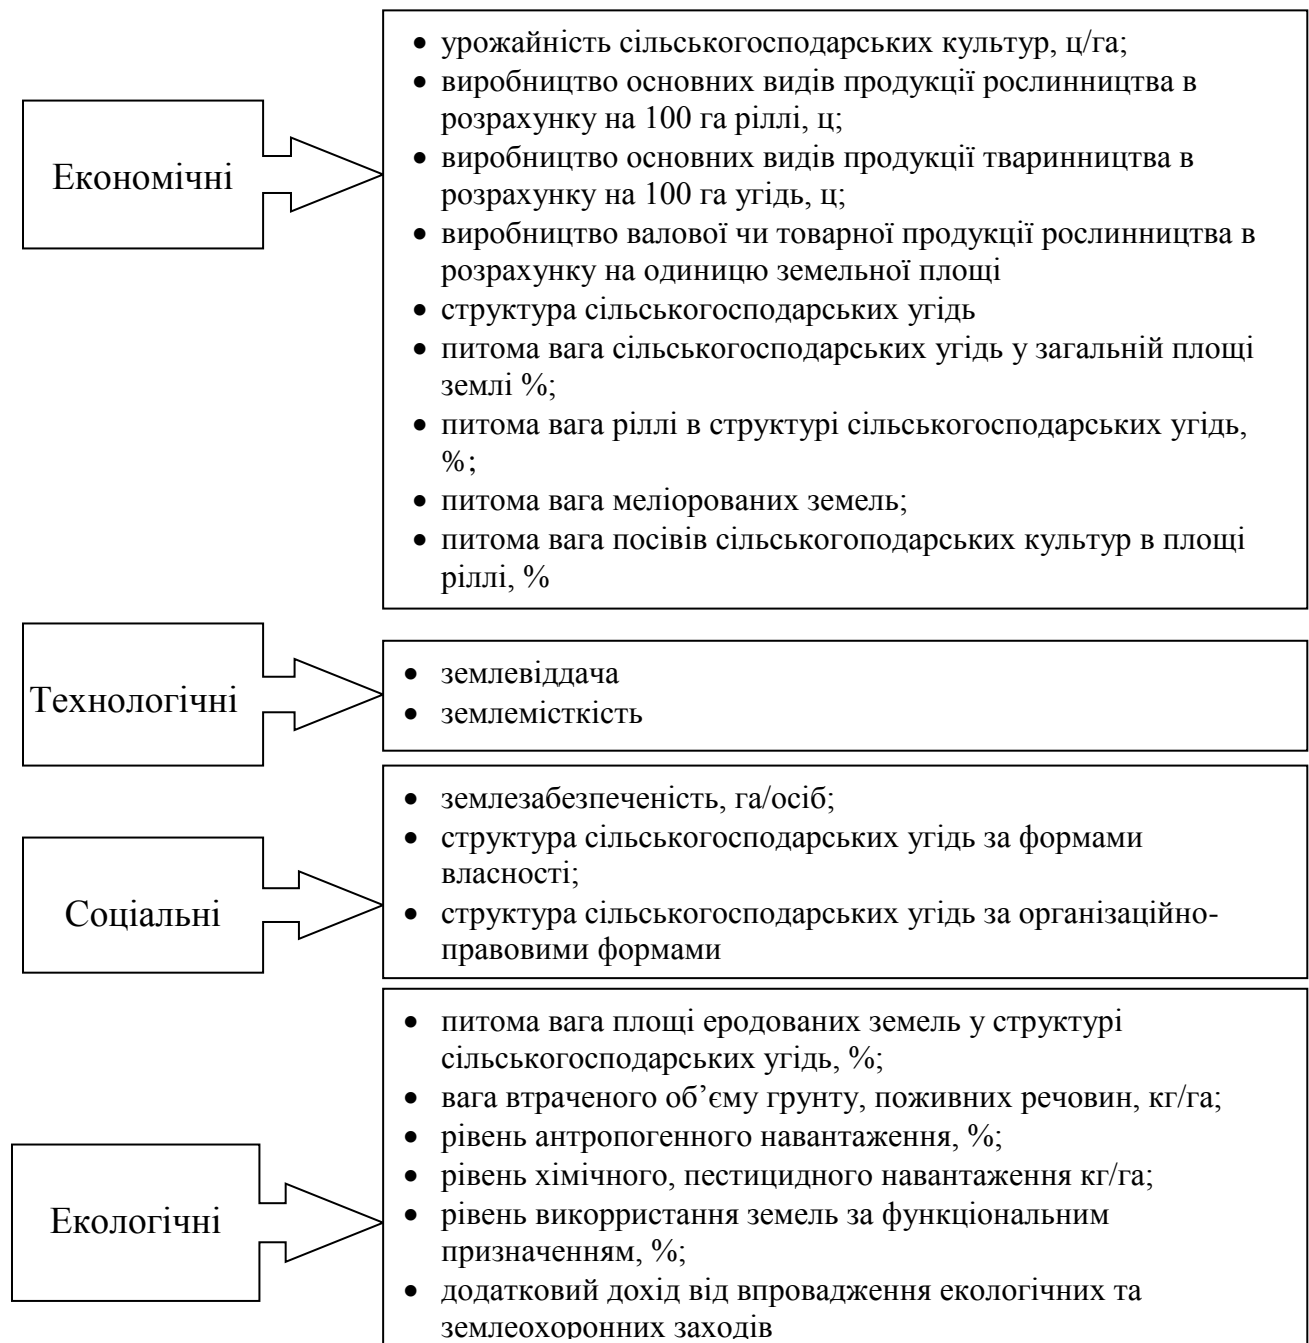 Економічні
• урожайність сільськогосподарських культур, ц/га;
• виробництво основних видів продукції рослинництва в
розрахунку на 100 га ріллі, ц;
• виробництво основних видів продукції тваринництва в
розрахунку на 100 га угідь, ц;
• виробництво валової чи товарної продукції рослинництва в
розрахунку на одиницю земельної площі
• структура сільськогосподарських угідь
• питома вага сільськогосподарських угідь у загальній площі
землі %;
• питома вага ріллі в структурі сільськогосподарських угідь,
%;
• питома вага меліорованих земель;
• питома вага посівів сільськогоподарських культур в площі
ріллі, %
Технологічні
• землевіддача
• землемісткість
Соціальні
• землезабезпеченість, га/осіб;
• структура сільськогосподарських угідь за формами
власності;
• структура сільськогосподарських угідь за організаційно-
правовими формами
Екологічні
• питома вага площі еродованих земель у структурі
сільськогосподарських угідь, %;
• вага втраченого об’єму грунту, поживних речовин, кг/га;
• рівень антропогенного навантаження, %;
• рівень хімічного, пестицидного навантаження кг/га;
• рівень викорристання земель за функціональним
призначенням, %;
• додатковий дохід від впровадження екологічних та
землеохоронних заходів